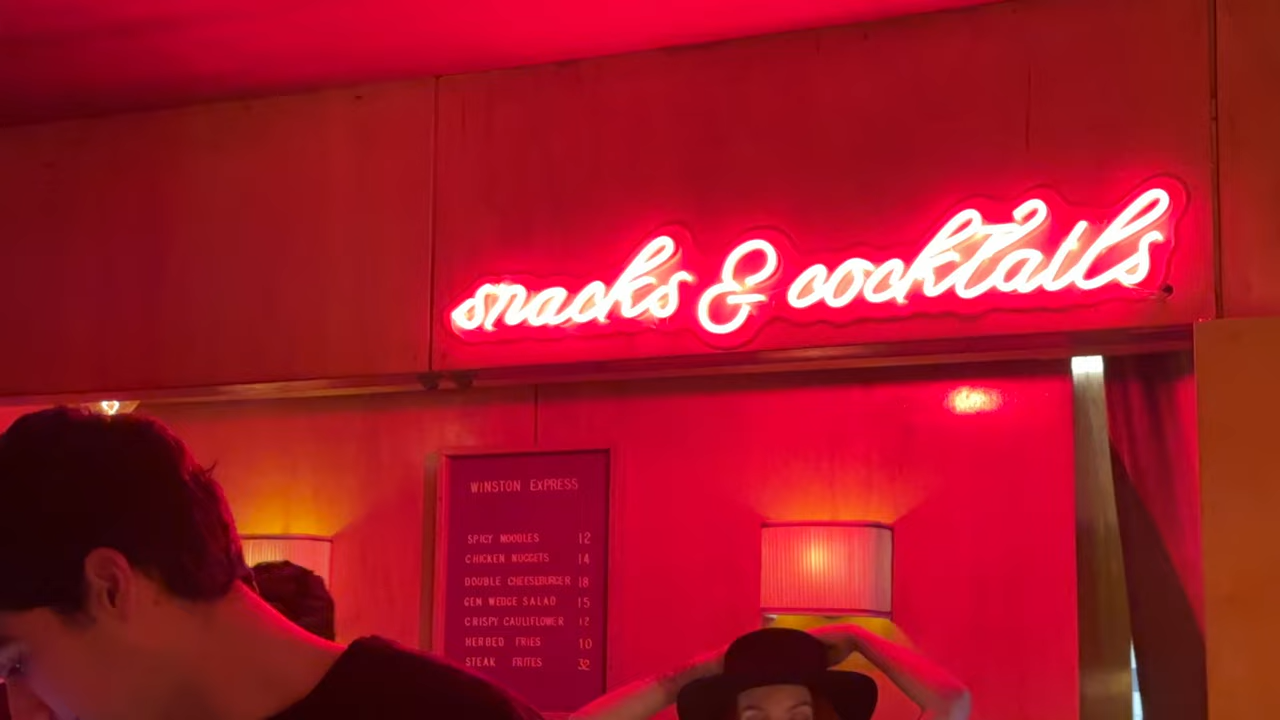 snacks & cocktails
WINSTON EXPRESS
SPICY NOODLES 12
CHICKEN NUGGETS 14
DOUBLE CHEESEBURGER 18
GEM WEDGE SALAD 15
CRISPY CAULIFLOWER 12
HERBED FRIES 10
STEAK FRITES 32